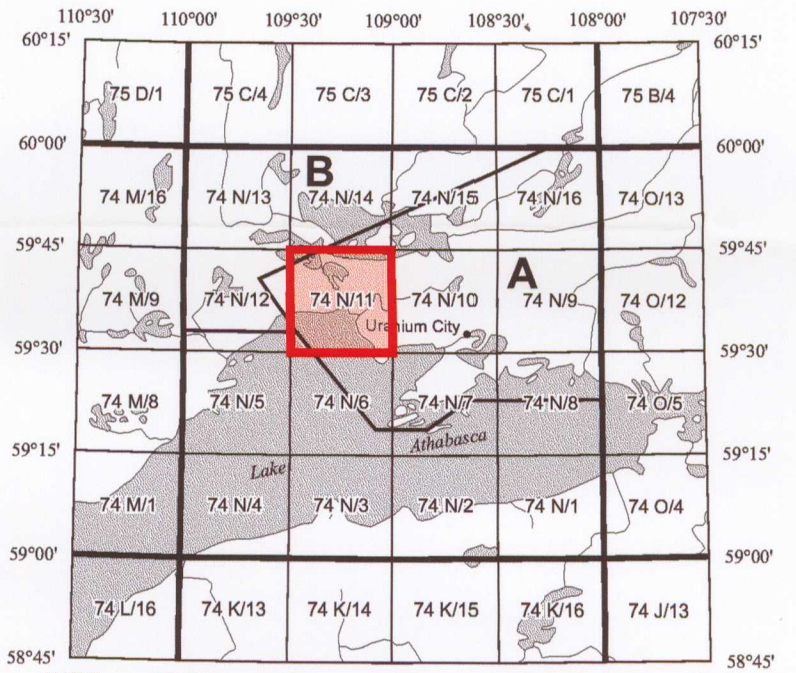 110°30' 110°00' 109°30' 109°00' 108°30' 108°00' 107°30'
60°15' 60°15'
75 D/1 75 C/4 75 C/3 75 C/2 75 C/1 75 B/4
60°00' 60°00'
B
74 M/16 74 N/13 74 N/14 74 N/15 74 N/16 74 O/13
59°45' 59°45'
A
74 M/9 74 N/12 74 N/11 74 N/10 74 N/9 74 O/12
Uranium City
59°30' 59°30'
74 M/8 74 N/5 74 N/6 74 N/7 74 N/8 74 O/5
59°15' Athabasca 59°15'
Lake
74 M/1 74 N/4 74 N/3 74 N/2 74 N/1 74 O/4
59°00' 59°00'
74 L/16 74 K/13 74 K/14 74 K/15 74 K/16 74 J/13
58°45' 58°45'